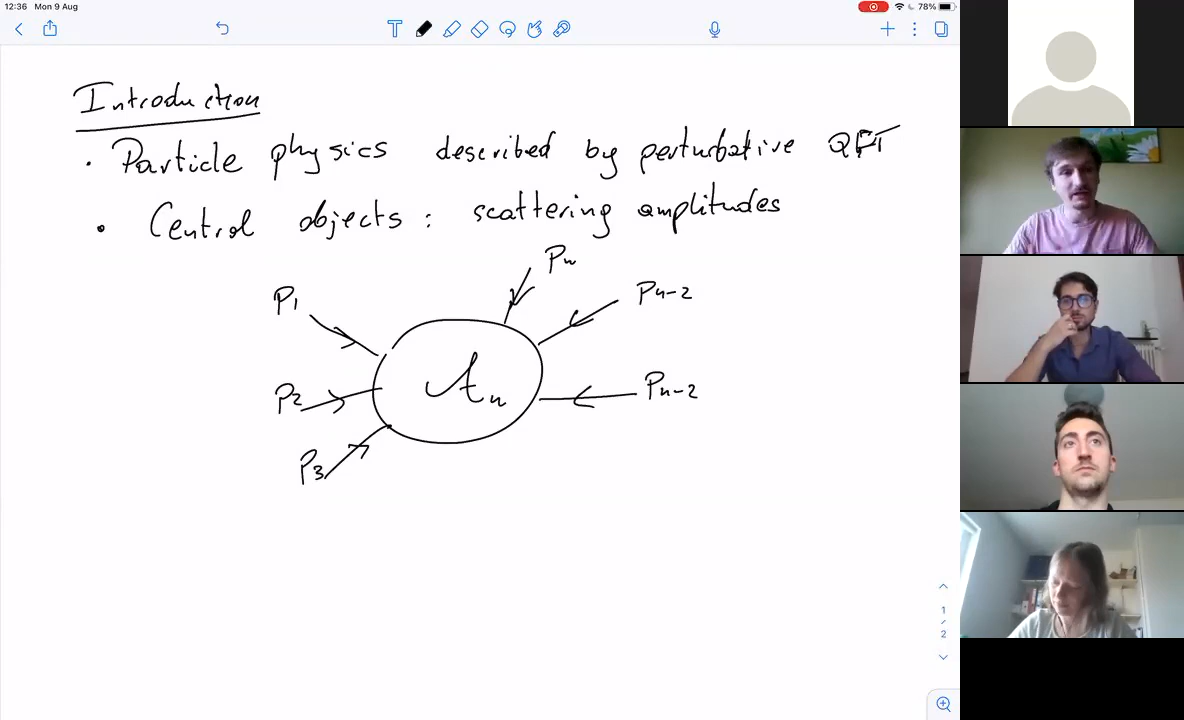 12:36 Mon 9 Aug
78%
Introduction
• Particle physics described by perturbative QFT
• Central objects: scattering amplitudes
Pn
P1
Pn-2
An
P2
Pn-2
P3
1
/
2